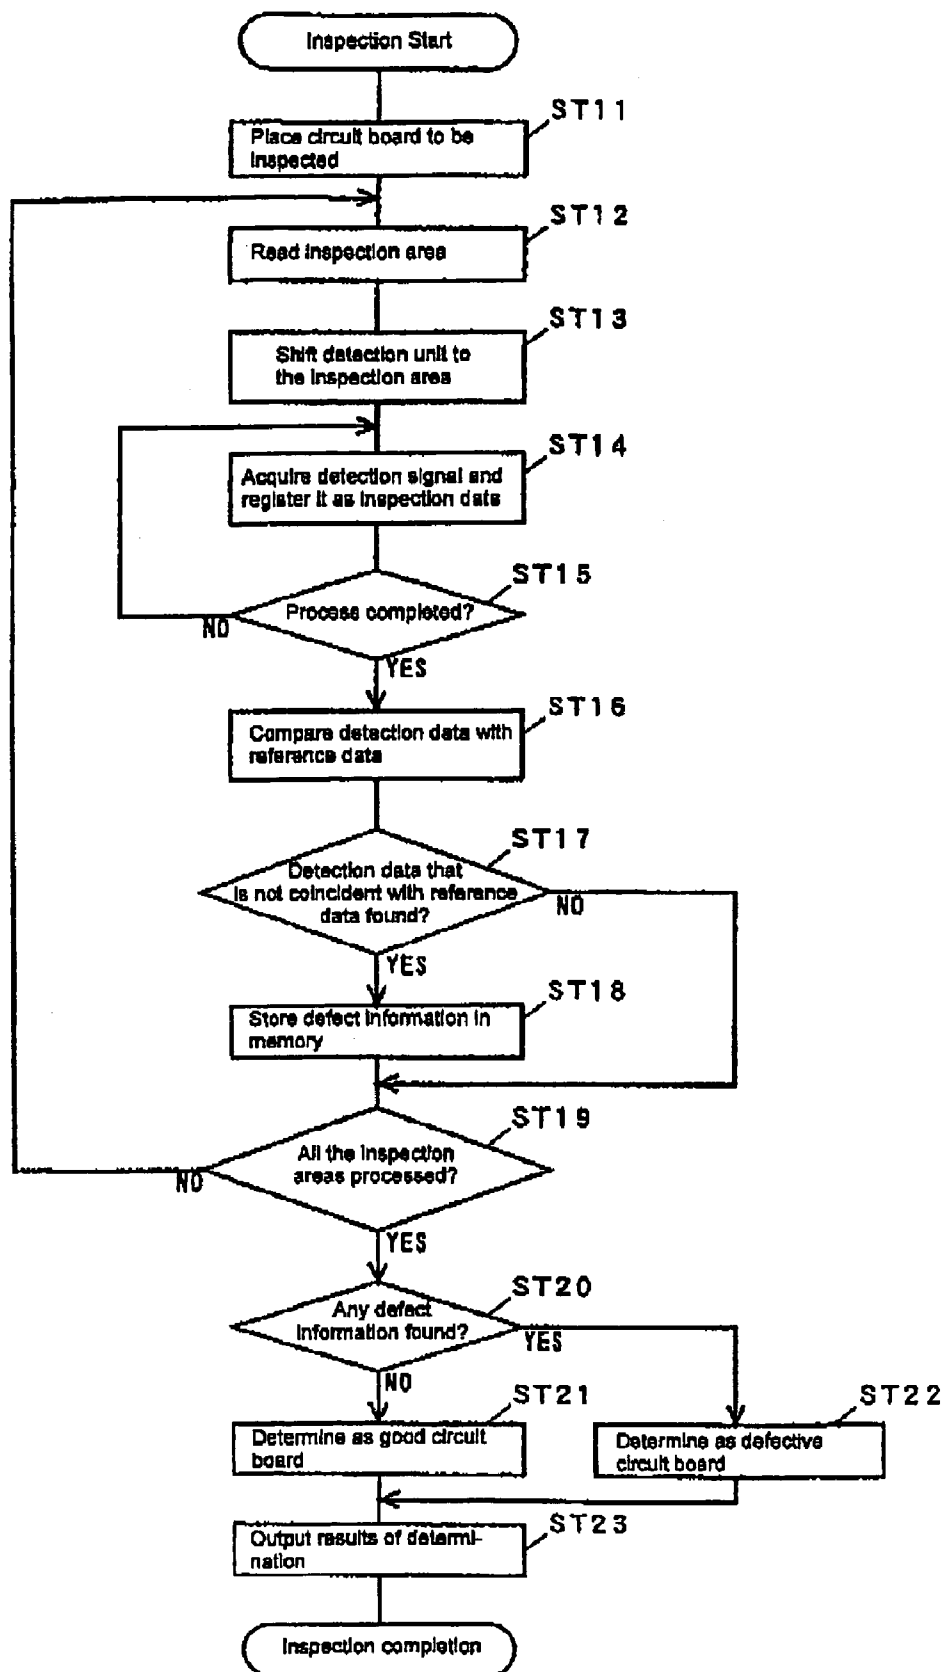 Inspection Start
ST11
Place circuit board to be
inspected
ST12
Read inspection area
ST13
Shift detection unit to
the inspection area
ST14
Acquire detection signal and
register it as inspection data
ST15
Process completed?
NO
YES
ST16
Compare detection data with
reference data
ST17
Detection data that
is not coincident with reference
data found?
NO
YES
ST18
Store defect information in
memory
ST19
All the inspection
areas processed?
NO
YES
ST20
Any defect
information found?
YES
NO
ST21
ST22
Determine as good circuit
board
Determine as defective
circuit board
ST23
Output results of determi-
nation
Inspection completion